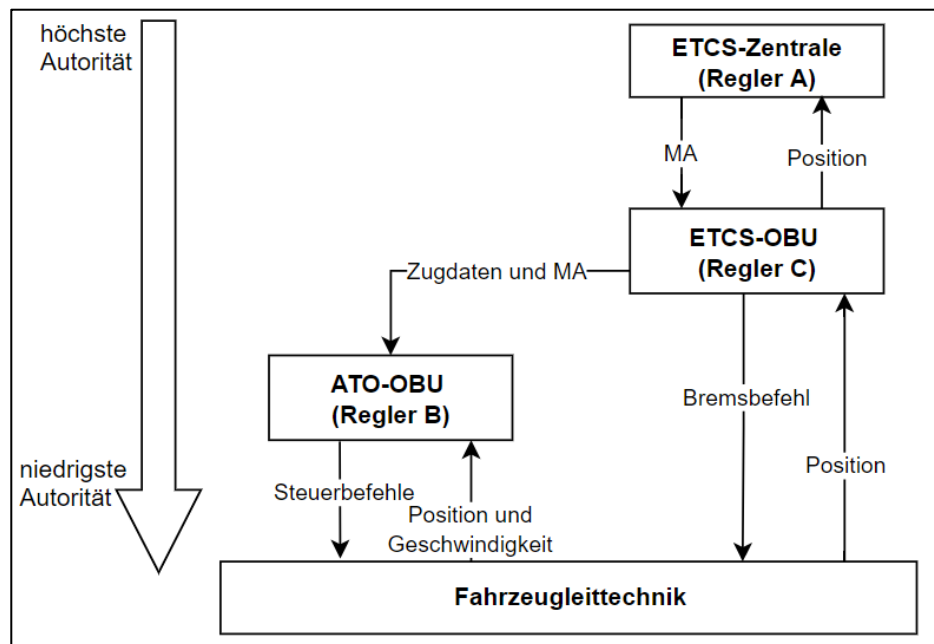 höchste
Autorität
ETCS-Zentrale
(Regler A)
MA
Position
ETCS-OBU
(Regler C)
Zugdaten und MA
ATO-OBU
(Regler B)
Bremsbefehl
niedrigste
Autorität
Steuerbefehle
Position und
Geschwindigkeit
Position
Fahrzeugleittechnik